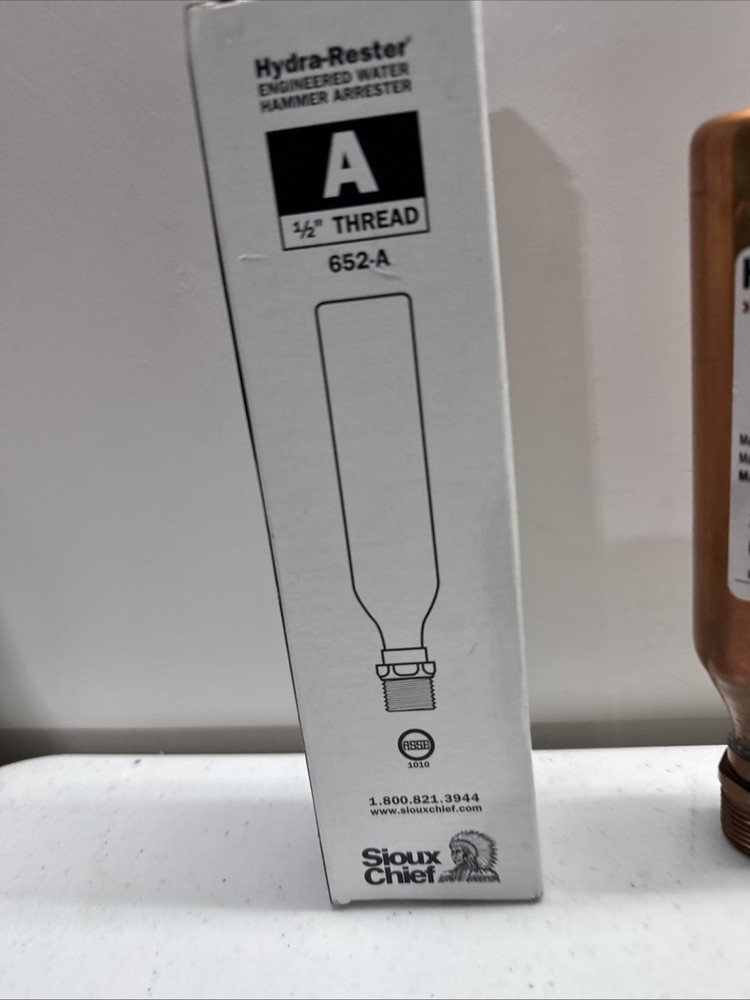 Hydra-Rester®
ENGINEERED WATER
HAMMER ARRESTER
A
½" THREAD
652-A
ASSE
1010
1.800.821.3944
www.siouxchief.com
Sioux
Chief